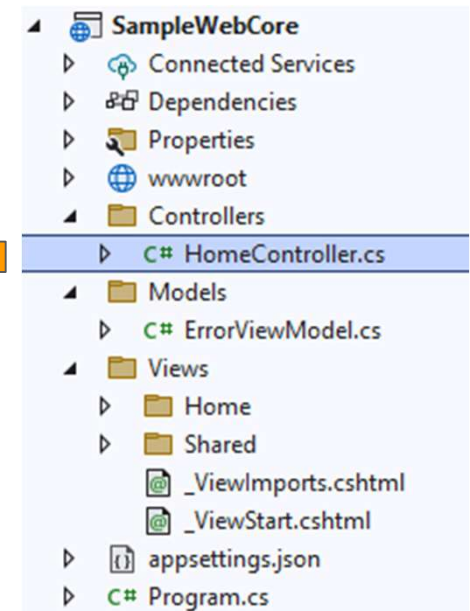 SampleWebCore
Connected Services
Dependencies
Properties
wwwroot
Controllers
C# HomeController.cs
Models
C# ErrorViewModel.cs
Views
Home
Shared
_ViewImports.cshtml
_ViewStart.cshtml
appsettings.json
C# Program.cs